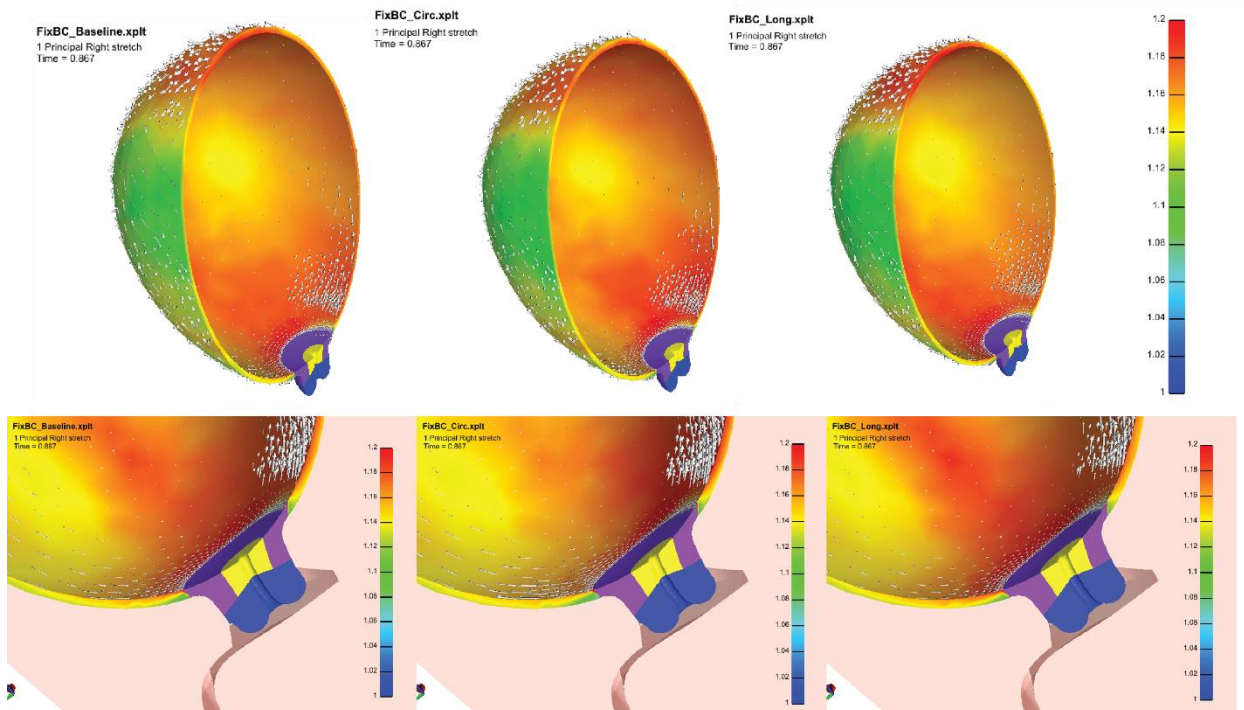 FixBC_Baseline.xplt
1 Principal Right stretch
Time = 0.867
FixBC_Circ.xplt
1 Principal Right stretch
Time = 0.867
FixBC_Long.xplt
1 Principal Right stretch
Time = 0.867
1.2
1.18
1.16
1.14
1.12
1.1
1.08
1.06
1.04
1.02
1
FixBC_Baseline.xplt
1 Principal Right stretch
Time = 0.867
1.2
1.18
1.16
1.14
1.12
1.1
1.08
1.06
1.04
1.02
1
FixBC_Circ.xplt
1 Principal Right stretch
Time = 0.867
1.2
1.18
1.16
1.14
1.12
1.1
1.08
1.06
1.04
1.02
1
FixBC_Long.xplt
1 Principal Right stretch
Time = 0.867
1.2
1.18
1.16
1.14
1.12
1.1
1.08
1.06
1.04
1.02
1